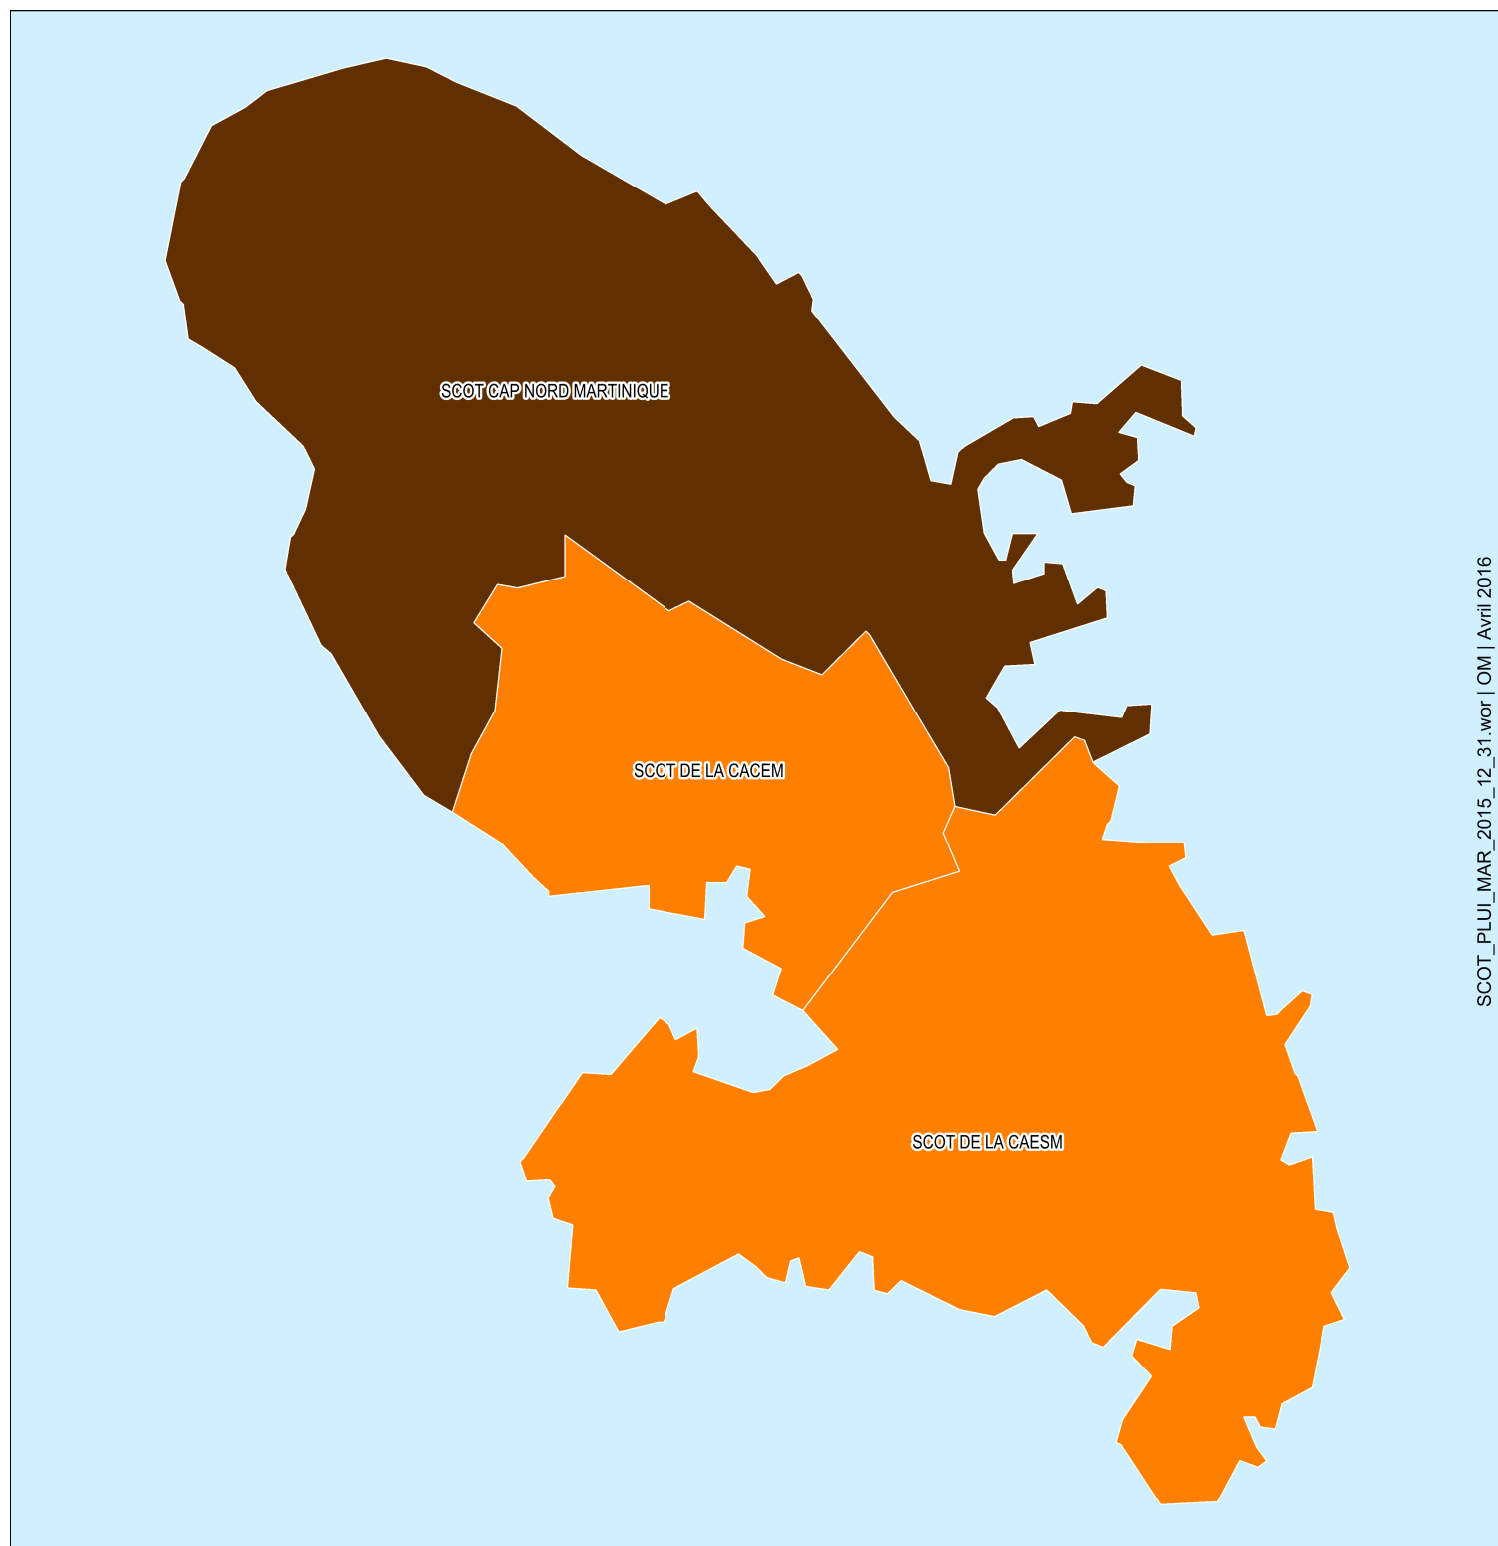 SCOT CAP NORD MARTINIQUE
SCCT DE LA CACEM
SCOT DE LA CAESM
SCOT_PLUI_MAR_2015_12_31.wor | OM | Avril 2016